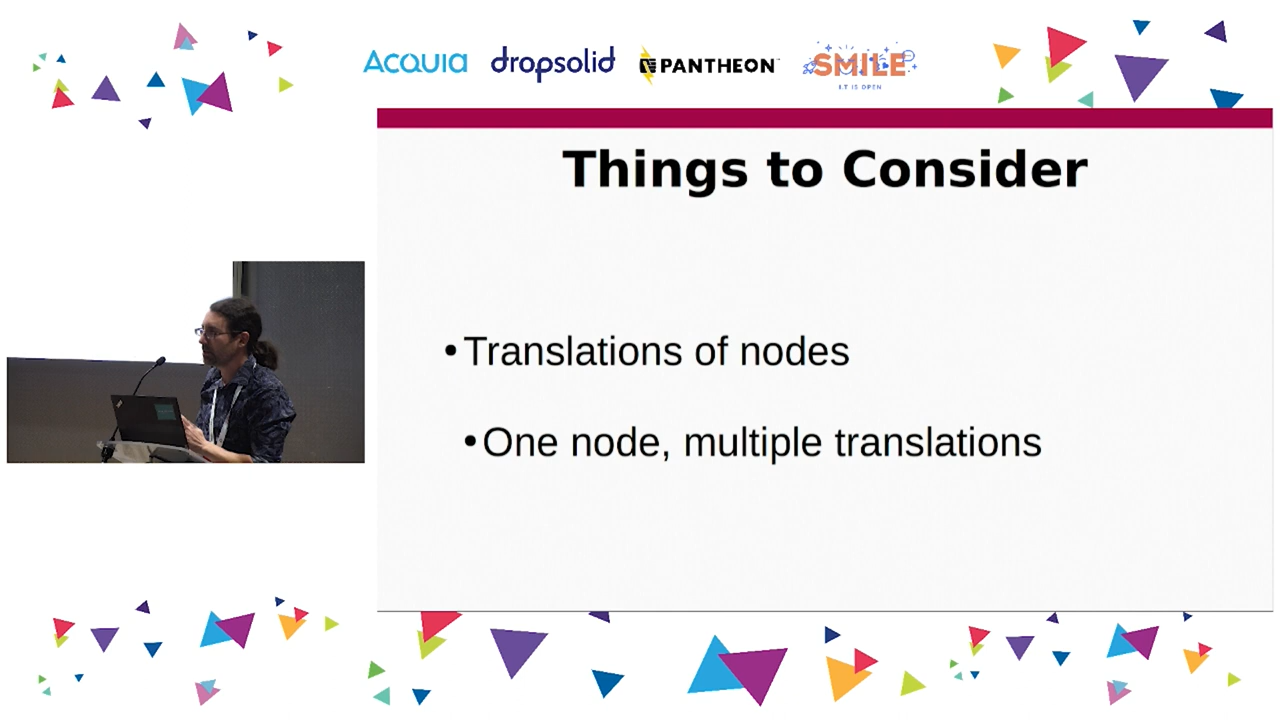 Acquia
dropsolid
PANTHEON
SMILE
I.T IS OPEN
Things to Consider
•Translations of nodes
•One node, multiple translations